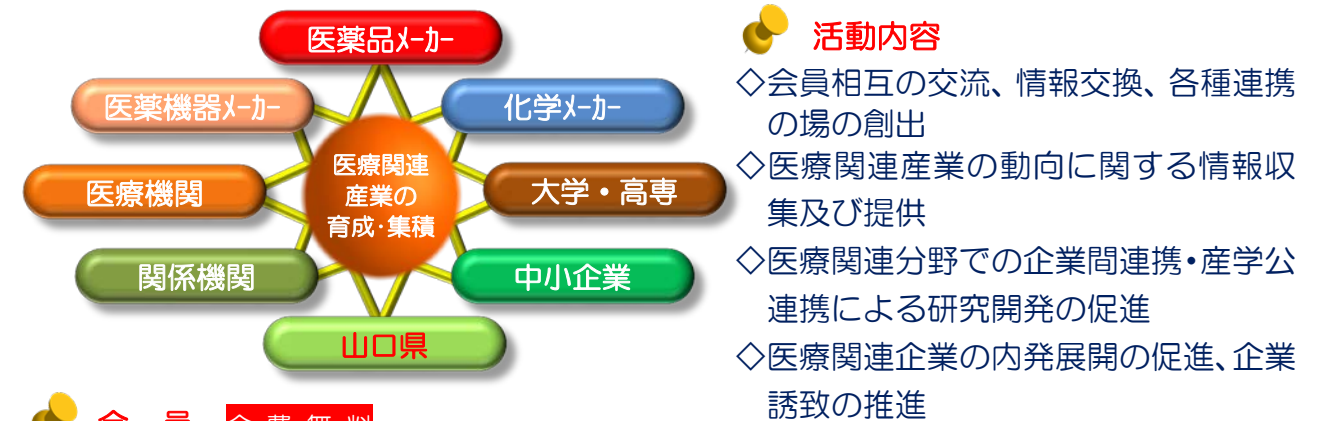 医薬品ﾒｰｶｰ
医薬機器ﾒｰｶｰ
化学ﾒｰｶｰ
医療関連
産業の
育成･集積
医療機関
大学・高専
関係機関
中小企業
山口県
活動内容
◇会員相互の交流、情報交換、各種連携
の場の創出
◇医療関連産業の動向に関する情報収
集及び提供
◇医療関連分野での企業間連携・産学公
連携による研究開発の促進
◇医療関連企業の内発展開の促進、企業
誘致の推進
会　員　会費無料